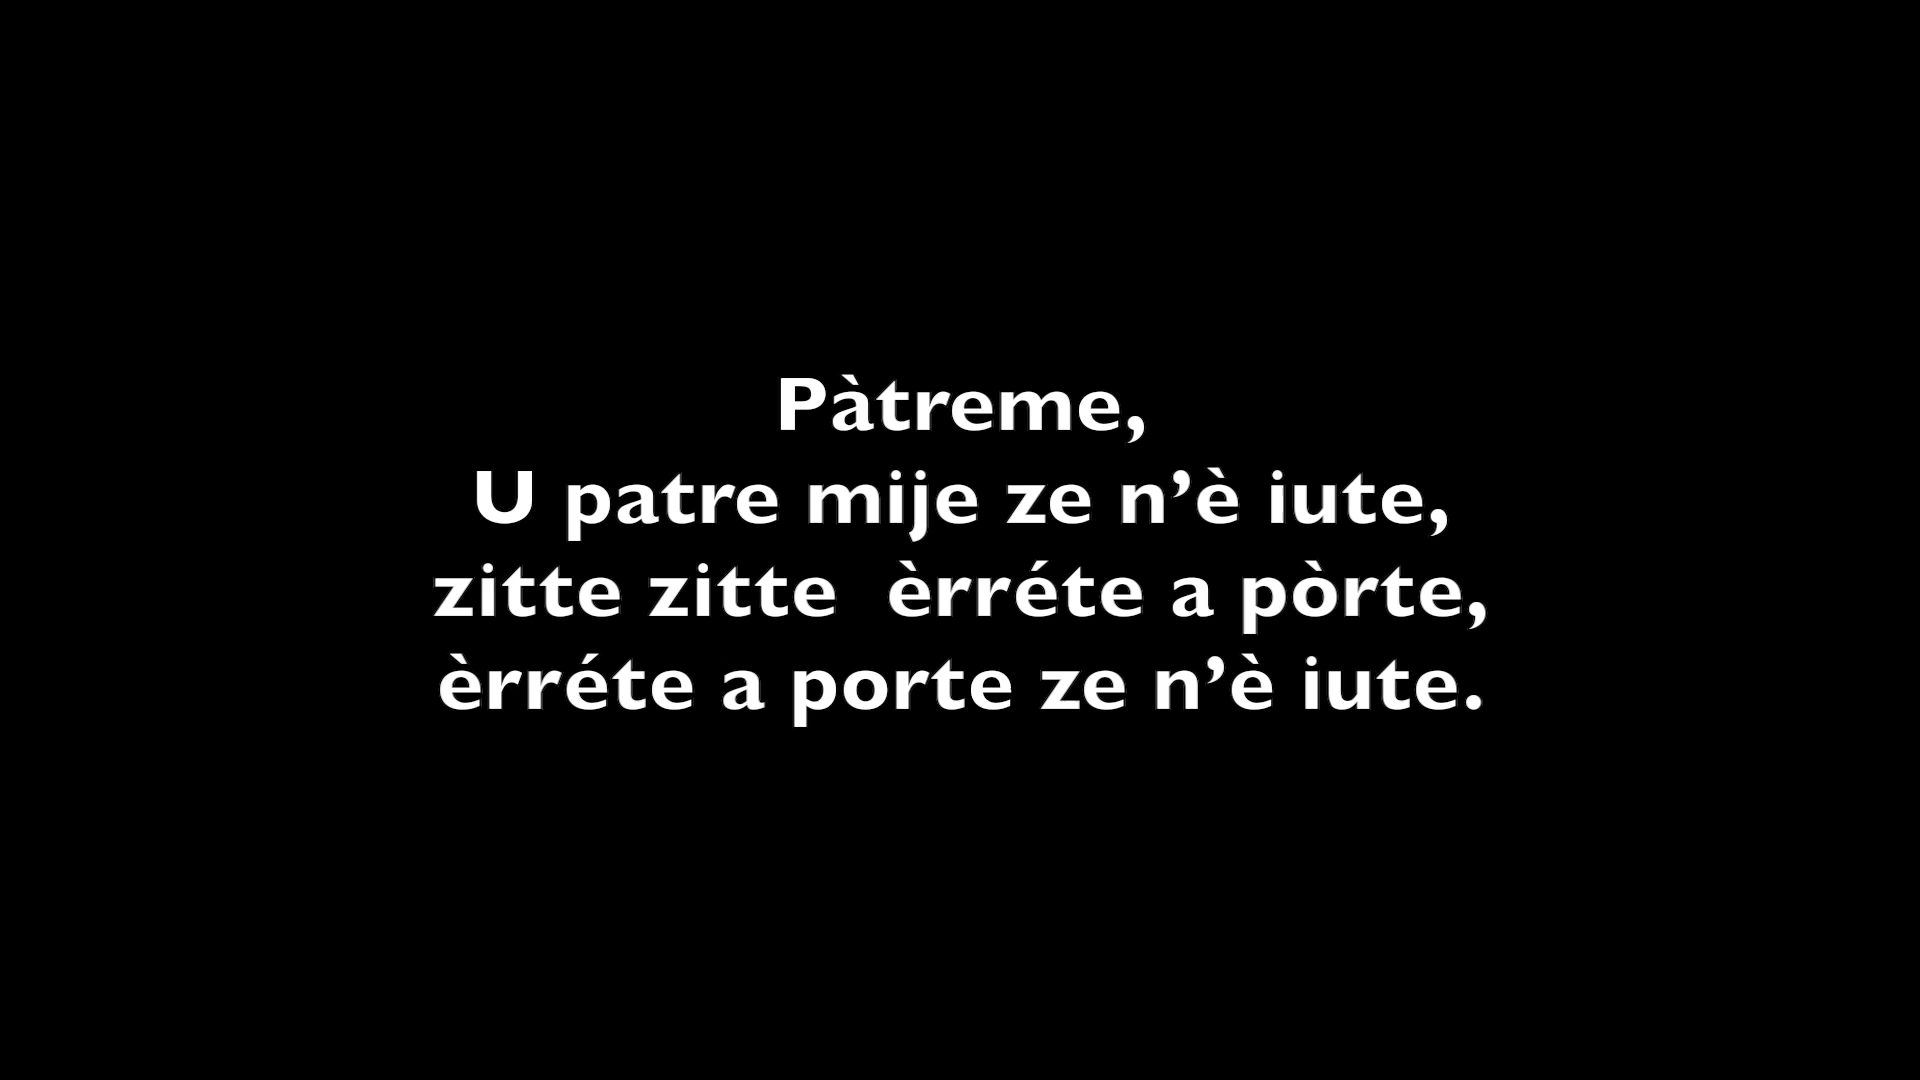 Pàtreme,
U patre mije ze n’è iute,
zitte zitte  èrréte a pòrte,
èrréte a porte ze n’è iute.